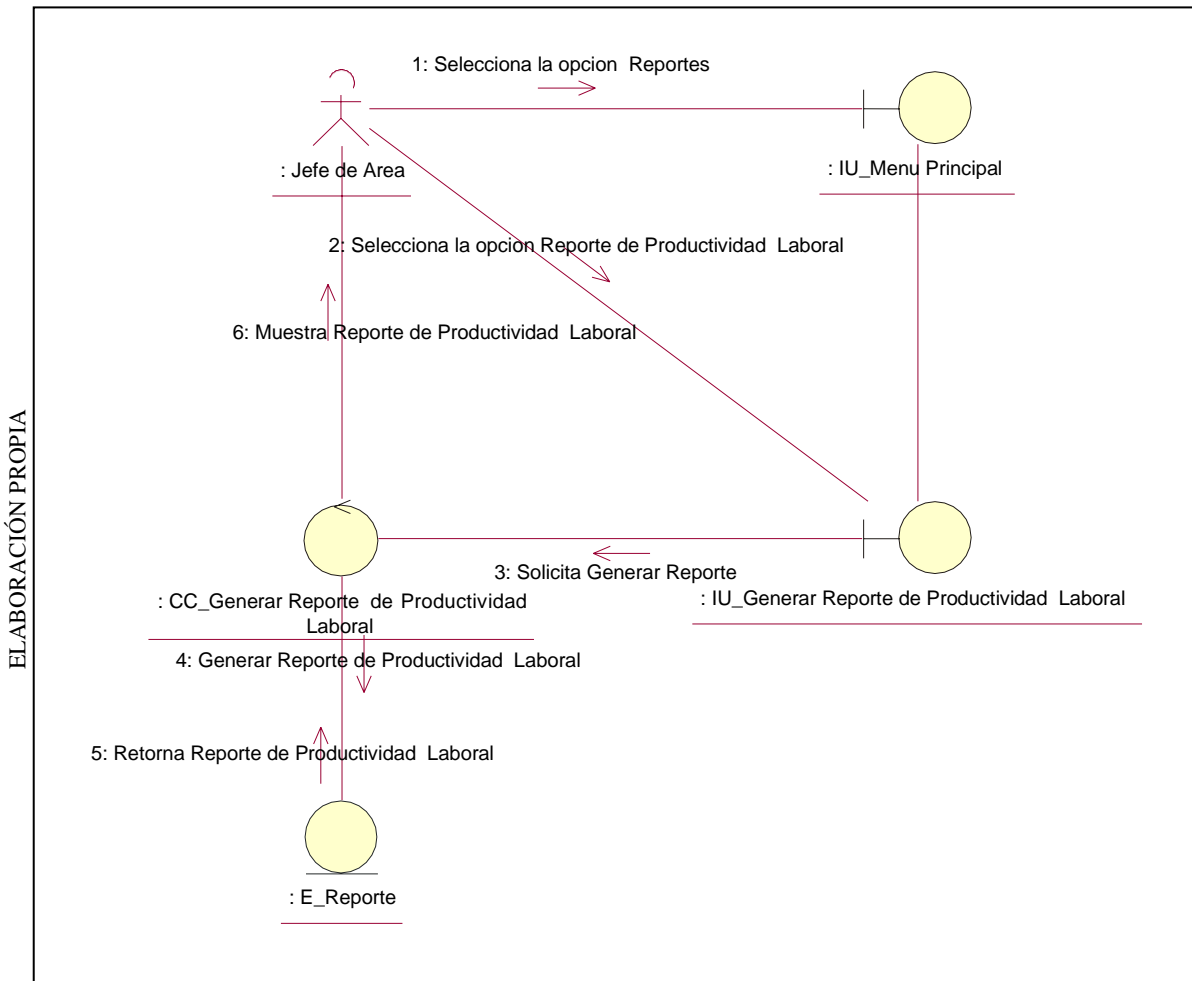 1: Selecciona la opcion Reportes
: Jefe de Area
: IU_Menu Principal
2: Selecciona la opcion Reporte de Productividad Laboral
6: Muestra Reporte de Productividad Laboral
3: Solicita Generar Reporte
: CC_Generar Reporte de Productividad
Laboral
: IU_Generar Reporte de Productividad Laboral
4: Generar Reporte de Productividad Laboral
5: Retorna Reporte de Productividad Laboral
: E_Reporte
ELABORACIÓN PROPIA